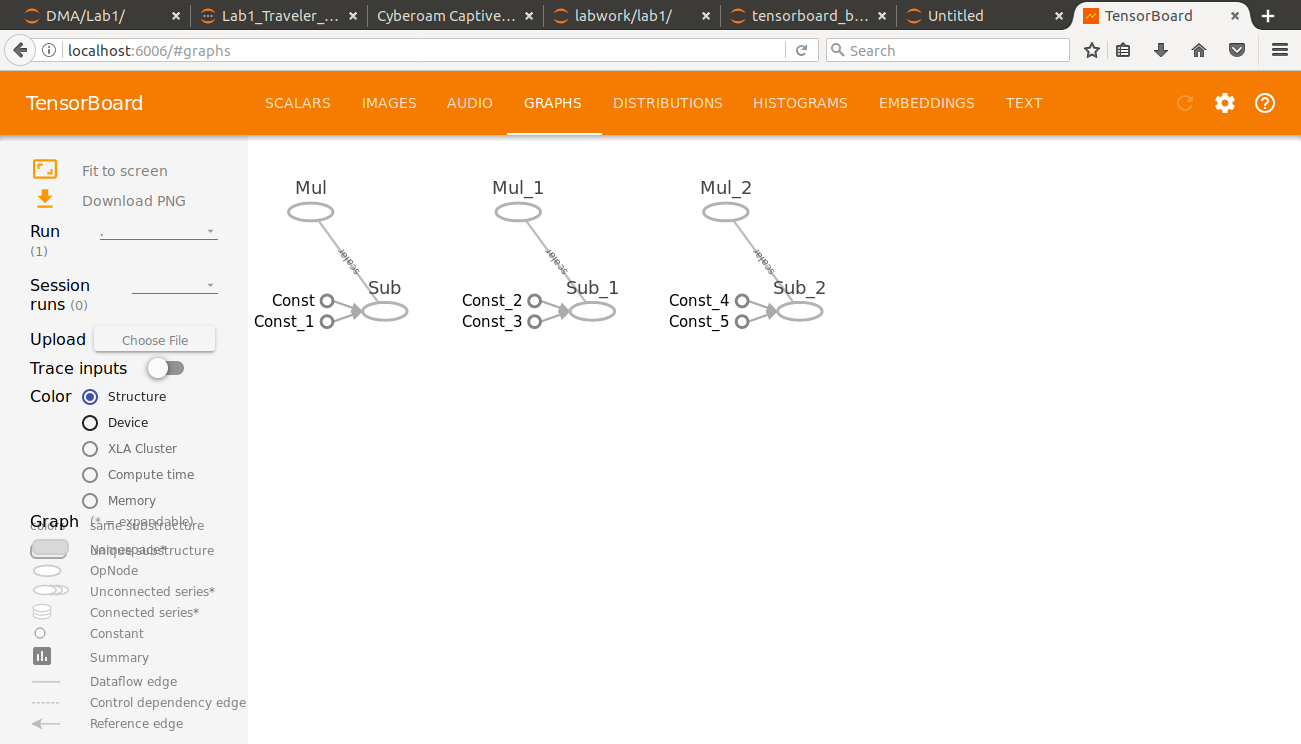 DMA/Lab1/
Lab1_Traveler_...
Cyberoam Captive...
labwork/lab1/
tensorboard_b...
Untitled
TensorBoard
localhost:6006/#graphs
Search
TensorBoard
SCALARS
IMAGES
AUDIO
GRAPHS
DISTRIBUTIONS
HISTOGRAMS
EMBEDDINGS
TEXT
Fit to screen
Download PNG
Run
(1)
.
Session
runs (0)
Upload
Choose File
Trace inputs
Color
Structure
Device
XLA Cluster
Compute time
Memory
Graph (* = expandable)
colors same substructure
Namespace*
unique substructure
OpNode
Unconnected series*
Connected series*
Constant
Summary
Dataflow edge
Control dependency edge
Reference edge
Mul
scalar
Sub
Const
Const_1
Mul_1
scalar
Sub_1
Const_2
Const_3
Mul_2
scalar
Sub_2
Const_4
Const_5